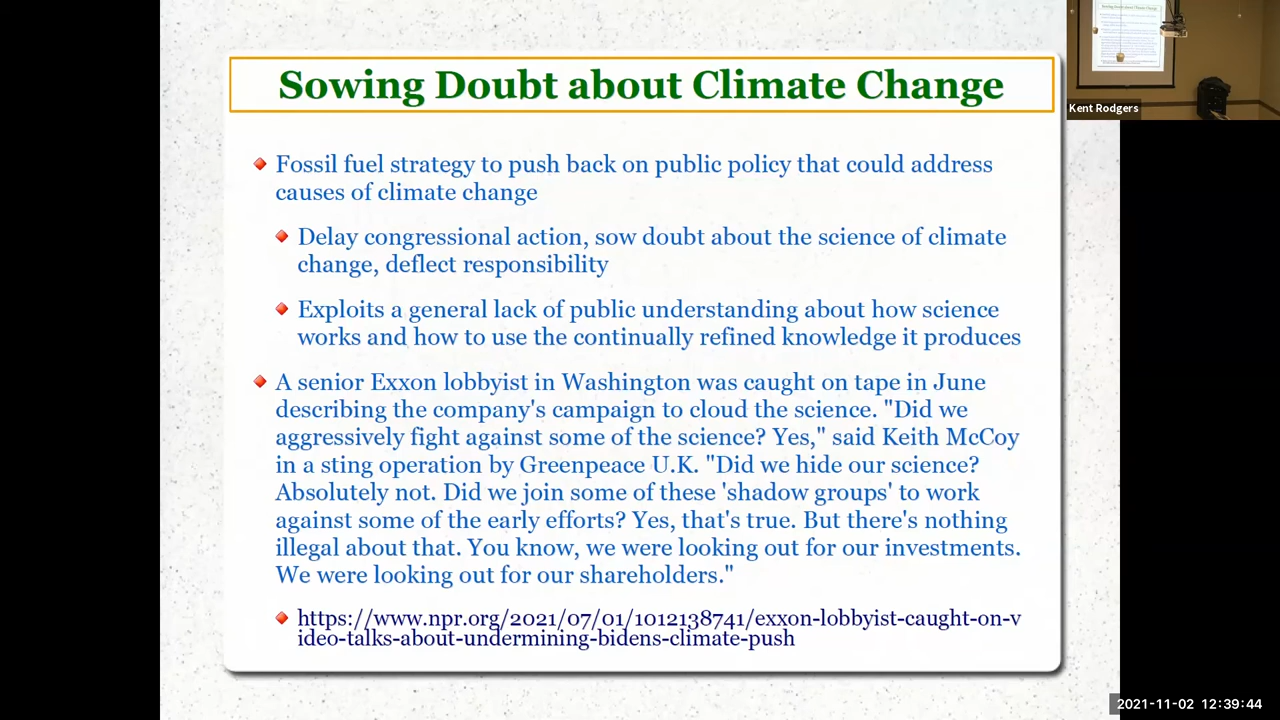 Sowing Doubt about Climate Change
Fossil fuel strategy to push back on public policy that could address
causes of climate change
Delay congressional action, sow doubt about the science of climate
change, deflect responsibility
Exploits a general lack of public understanding about how science
works and how to use the continually refined knowledge it produces
A senior Exxon lobbyist in Washington was caught on tape in June
describing the company's campaign to cloud the science. "Did we
aggressively fight against some of the science? Yes," said Keith McCoy
in a sting operation by Greenpeace U.K. "Did we hide our science?
Absolutely not. Did we join some of these 'shadow groups' to work
against some of the early efforts? Yes, that's true. But there's nothing
illegal about that. You know, we were looking out for our investments.
We were looking out for our shareholders."
https://www.npr.org/2021/07/01/1012138741/exxon-lobbyist-caught-on-v
ideo-talks-about-undermining-bidens-climate-push
Kent Rodgers
2021-11-02 12:39:44